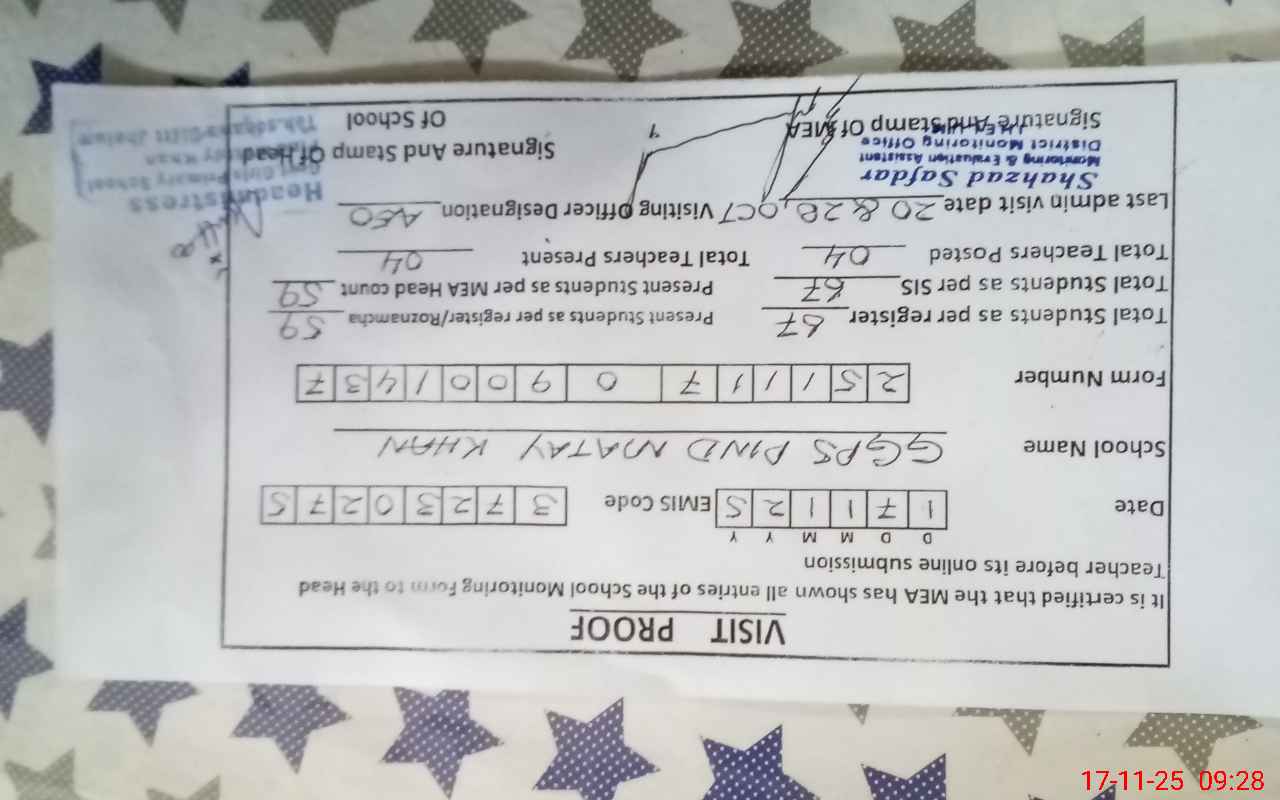 VISIT PROOF
It is certified that the MEA has shown all entries of the School Monitoring Form to the Head
Teacher before its online submission
D D M M Y Y
Date 1 7 1 1 2 5 EMIS Code 3 7 2 3 0 2 7 5
School Name GGPS PIND MATAY KHAN
Form Number 2 5 1 1 1 7 0 9 0 0 1 4 3 7
Total Students as per register 67 Present Students as per register/Roznamcha 59
Total Students as per SIS 67 Present Students as per MEA Head count 59
Total Teachers Posted 04 Total Teachers Present 04
Last admin visit date 20 & 28, OCT Visiting Officer Designation AEO
Shahzad Safdar
Monitoring & Evaluation Assistant
District Monitoring Office
Signature And Stamp Of MEA
Signature And Stamp Of Head
Of School
Headmistress
Govt. Girls Primary School
Khan
17-11-25 09:28